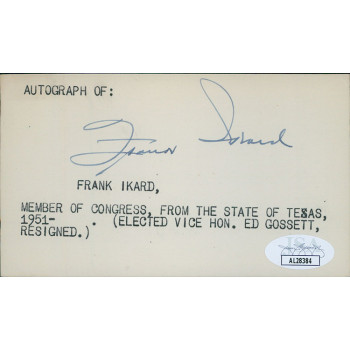 AUTOGRAPH OF:
Frank Ikard
FRANK IKARD,
MEMBER OF CONGRESS, FROM THE STATE OF TEXAS,
1951- . (ELECTED VICE HON. ED GOSSETT,
RESIGNED.)
JSA
AL28384